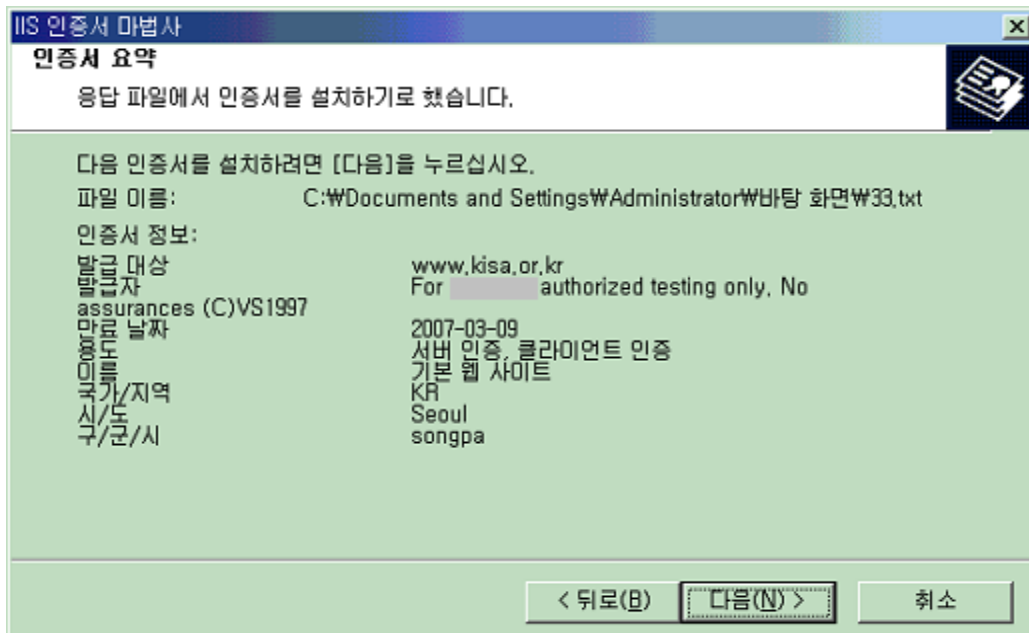 IIS 인증서 마법사
인증서 요약
응답 파일에서 인증서를 설치하기로 했습니다.
다음 인증서를 설치하려면 [다음]을 누르십시오.
파일 이름: C:₩Documents and Settings₩Administrator₩바탕 화면₩33.txt
인증서 정보:
발급 대상 www.kisa.or.kr
발급자 For authorized testing only. No
assurances (C)VS1997
만료 날짜 2007-03-09
용도 서버 인증, 클라이언트 인증
이름 기본 웹 사이트
국가/지역 KR
시/도 Seoul
구/군/시 songpa
< 뒤로(B) 다음(N) > 취소